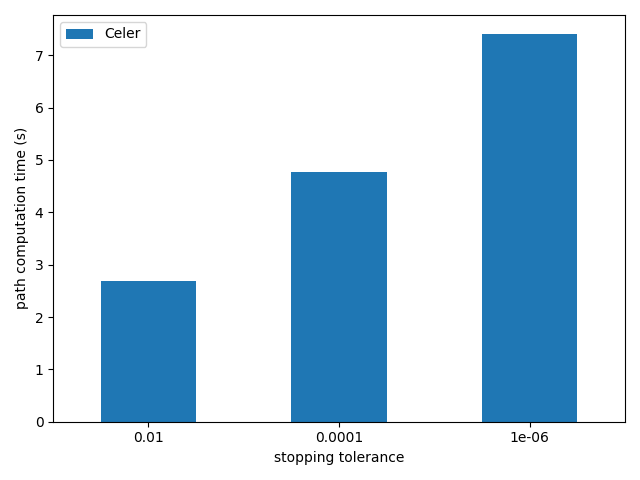 Celer
path computation time (s)
7
6
5
4
3
2
1
0
0.01
0.0001
1e-06
stopping tolerance